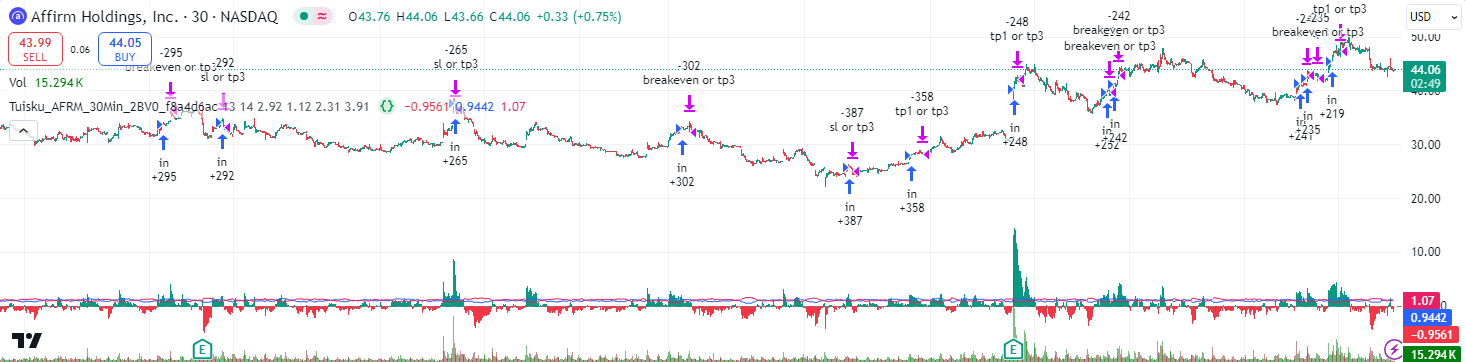 Affirm Holdings, Inc. · 30 · NASDAQ
O43.76 H44.06 L43.66 C44.06 +0.33 (+0.75%)
43.99
SELL
0.06
44.05
BUY
Vol 15.294 K
Tuisku_AFRM_30Min_2BV0_f8a4d6ac 13 14 2.92 1.12 2.31 3.91 −0.9561 0.9442 1.07
USD
-295
breakeven or tp3
in
+295
-292
sl or tp3
in
+292
-265
sl or tp3
in
+265
-302
breakeven or tp3
in
+302
-387
sl or tp3
in
+387
-358
tp1 or tp3
in
+358
-248
tp1 or tp3
in
+248
-242
breakeven or tp3
breakeven or tp3
in
in
+252
+242
-235
breakeven or tp3
in
in
+241
+235
tp1 or tp3
in
+219
50.00
44.06
02:49
40.00
30.00
20.00
10.00
1.07
0.9442
−0.9561
15.294 K
E
E